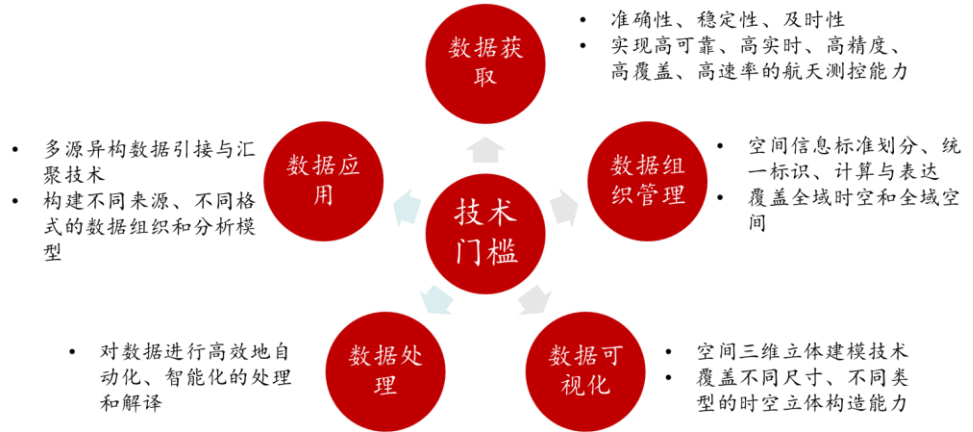 数据获
取
• 准确性、稳定性、及时性
• 实现高可靠、高实时、高精度、
高覆盖、高速率的航天测控能力
• 多源异构数据引接与汇
聚技术
• 构建不同来源、不同格
式的数据组织和分析模
型
数据应
用
数据组
织管理
• 空间信息标准划分、统
一标识、计算与表达
• 覆盖全域时空和全域空
间
技术
门槛
• 对数据进行高效地自
动化、智能化的处理
和解译
数据处
理
数据可
视化
• 空间三维立体建模技术
• 覆盖不同尺寸、不同类
型的时空立体构造能力